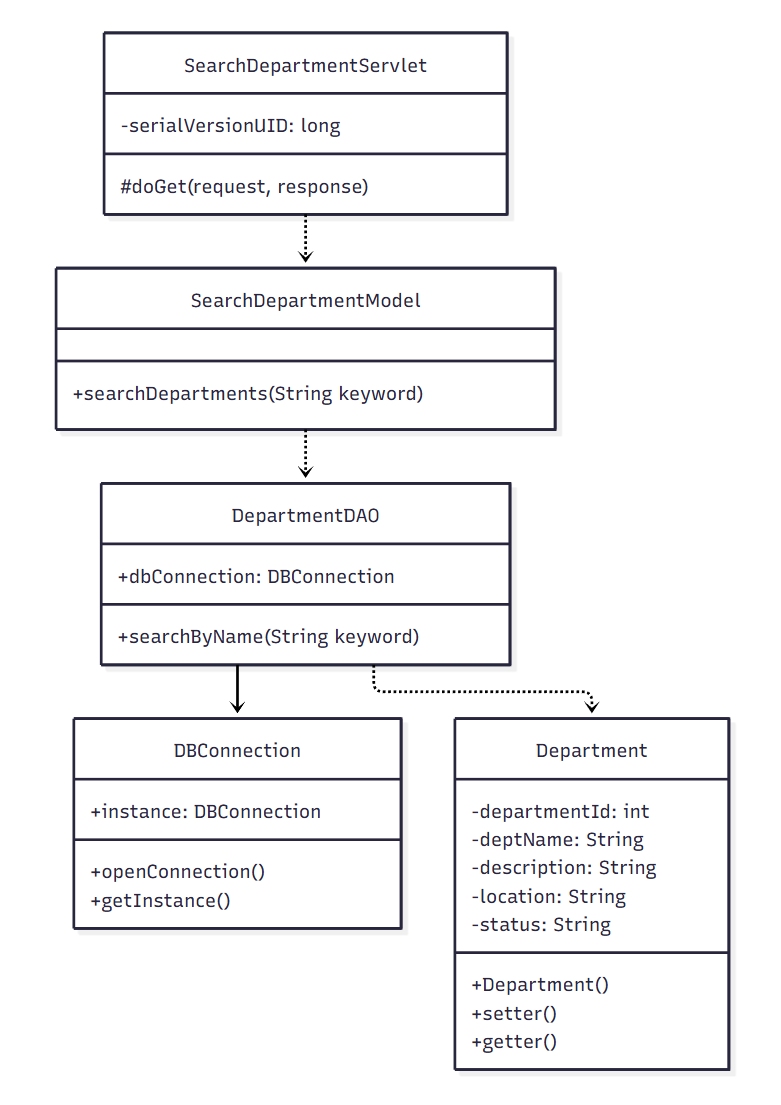 SearchDepartmentServlet
-serialVersionUID: long
#doGet(request, response)
SearchDepartmentModel
+searchDepartments(String keyword)
DepartmentDAO
+dbConnection: DBConnection
+searchByName(String keyword)
DBConnection
+instance: DBConnection
+openConnection()
+getInstance()
Department
-departmentId: int
-deptName: String
-description: String
-location: String
-status: String
+Department()
+setter()
+getter()